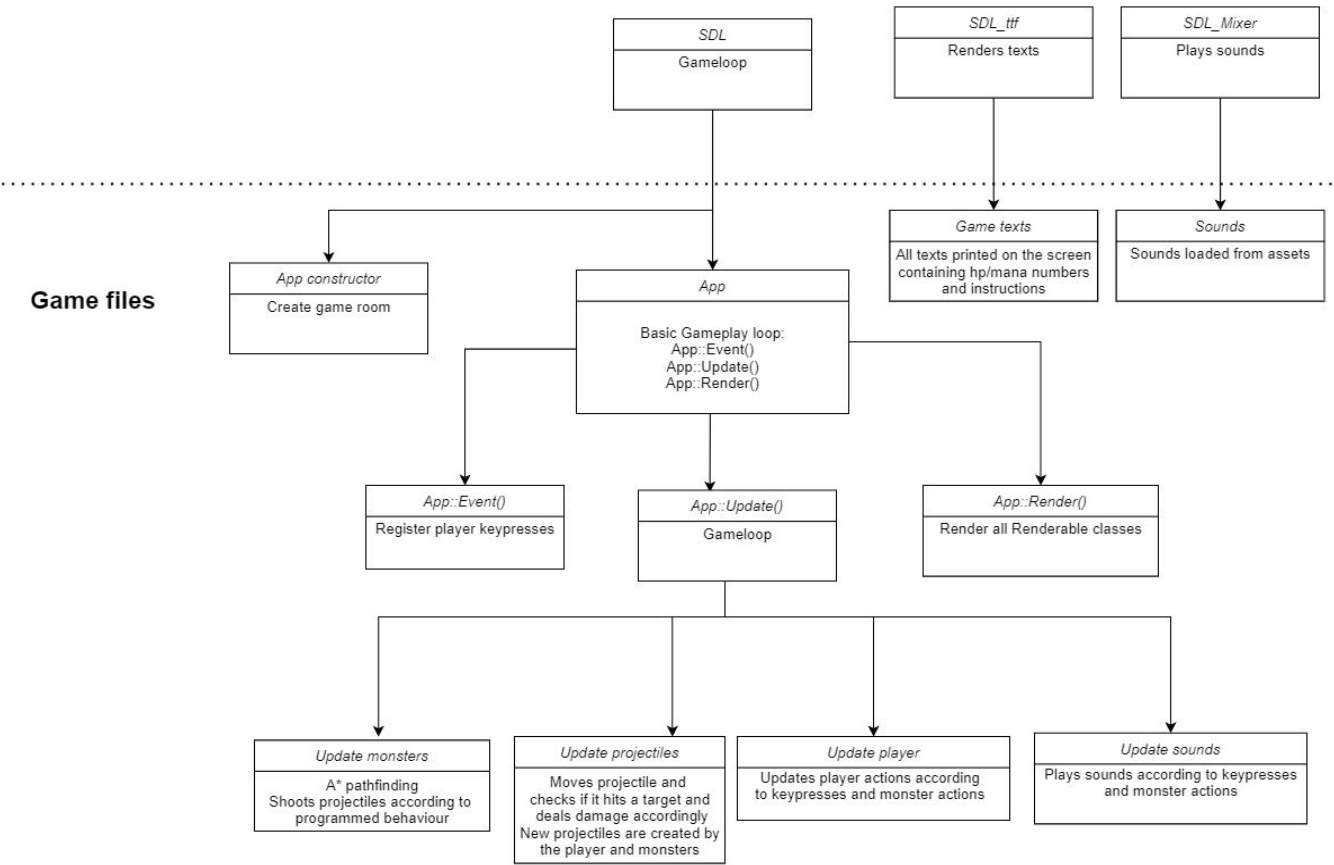 SDL
Gameloop
SDL_ttf
Renders texts
SDL_Mixer
Plays sounds
Game files
App constructor
Create game room
App
Basic Gameplay loop:
App::Event()
App::Update()
App::Render()
Game texts
All texts printed on the screen
containing hp/mana numbers
and instructions
Sounds
Sounds loaded from assets
App::Event()
Register player keypresses
App::Update()
Gameloop
App::Render()
Render all Renderable classes
Update monsters
A* pathfinding
Shoots projectiles according to
programmed behaviour
Update projectiles
Moves projectile and
checks if it hits a target and
deals damage accordingly
New projectiles are created by
the player and monsters
Update player
Updates player actions according
to keypresses and monster actions
Update sounds
Plays sounds according to keypresses
and monster actions